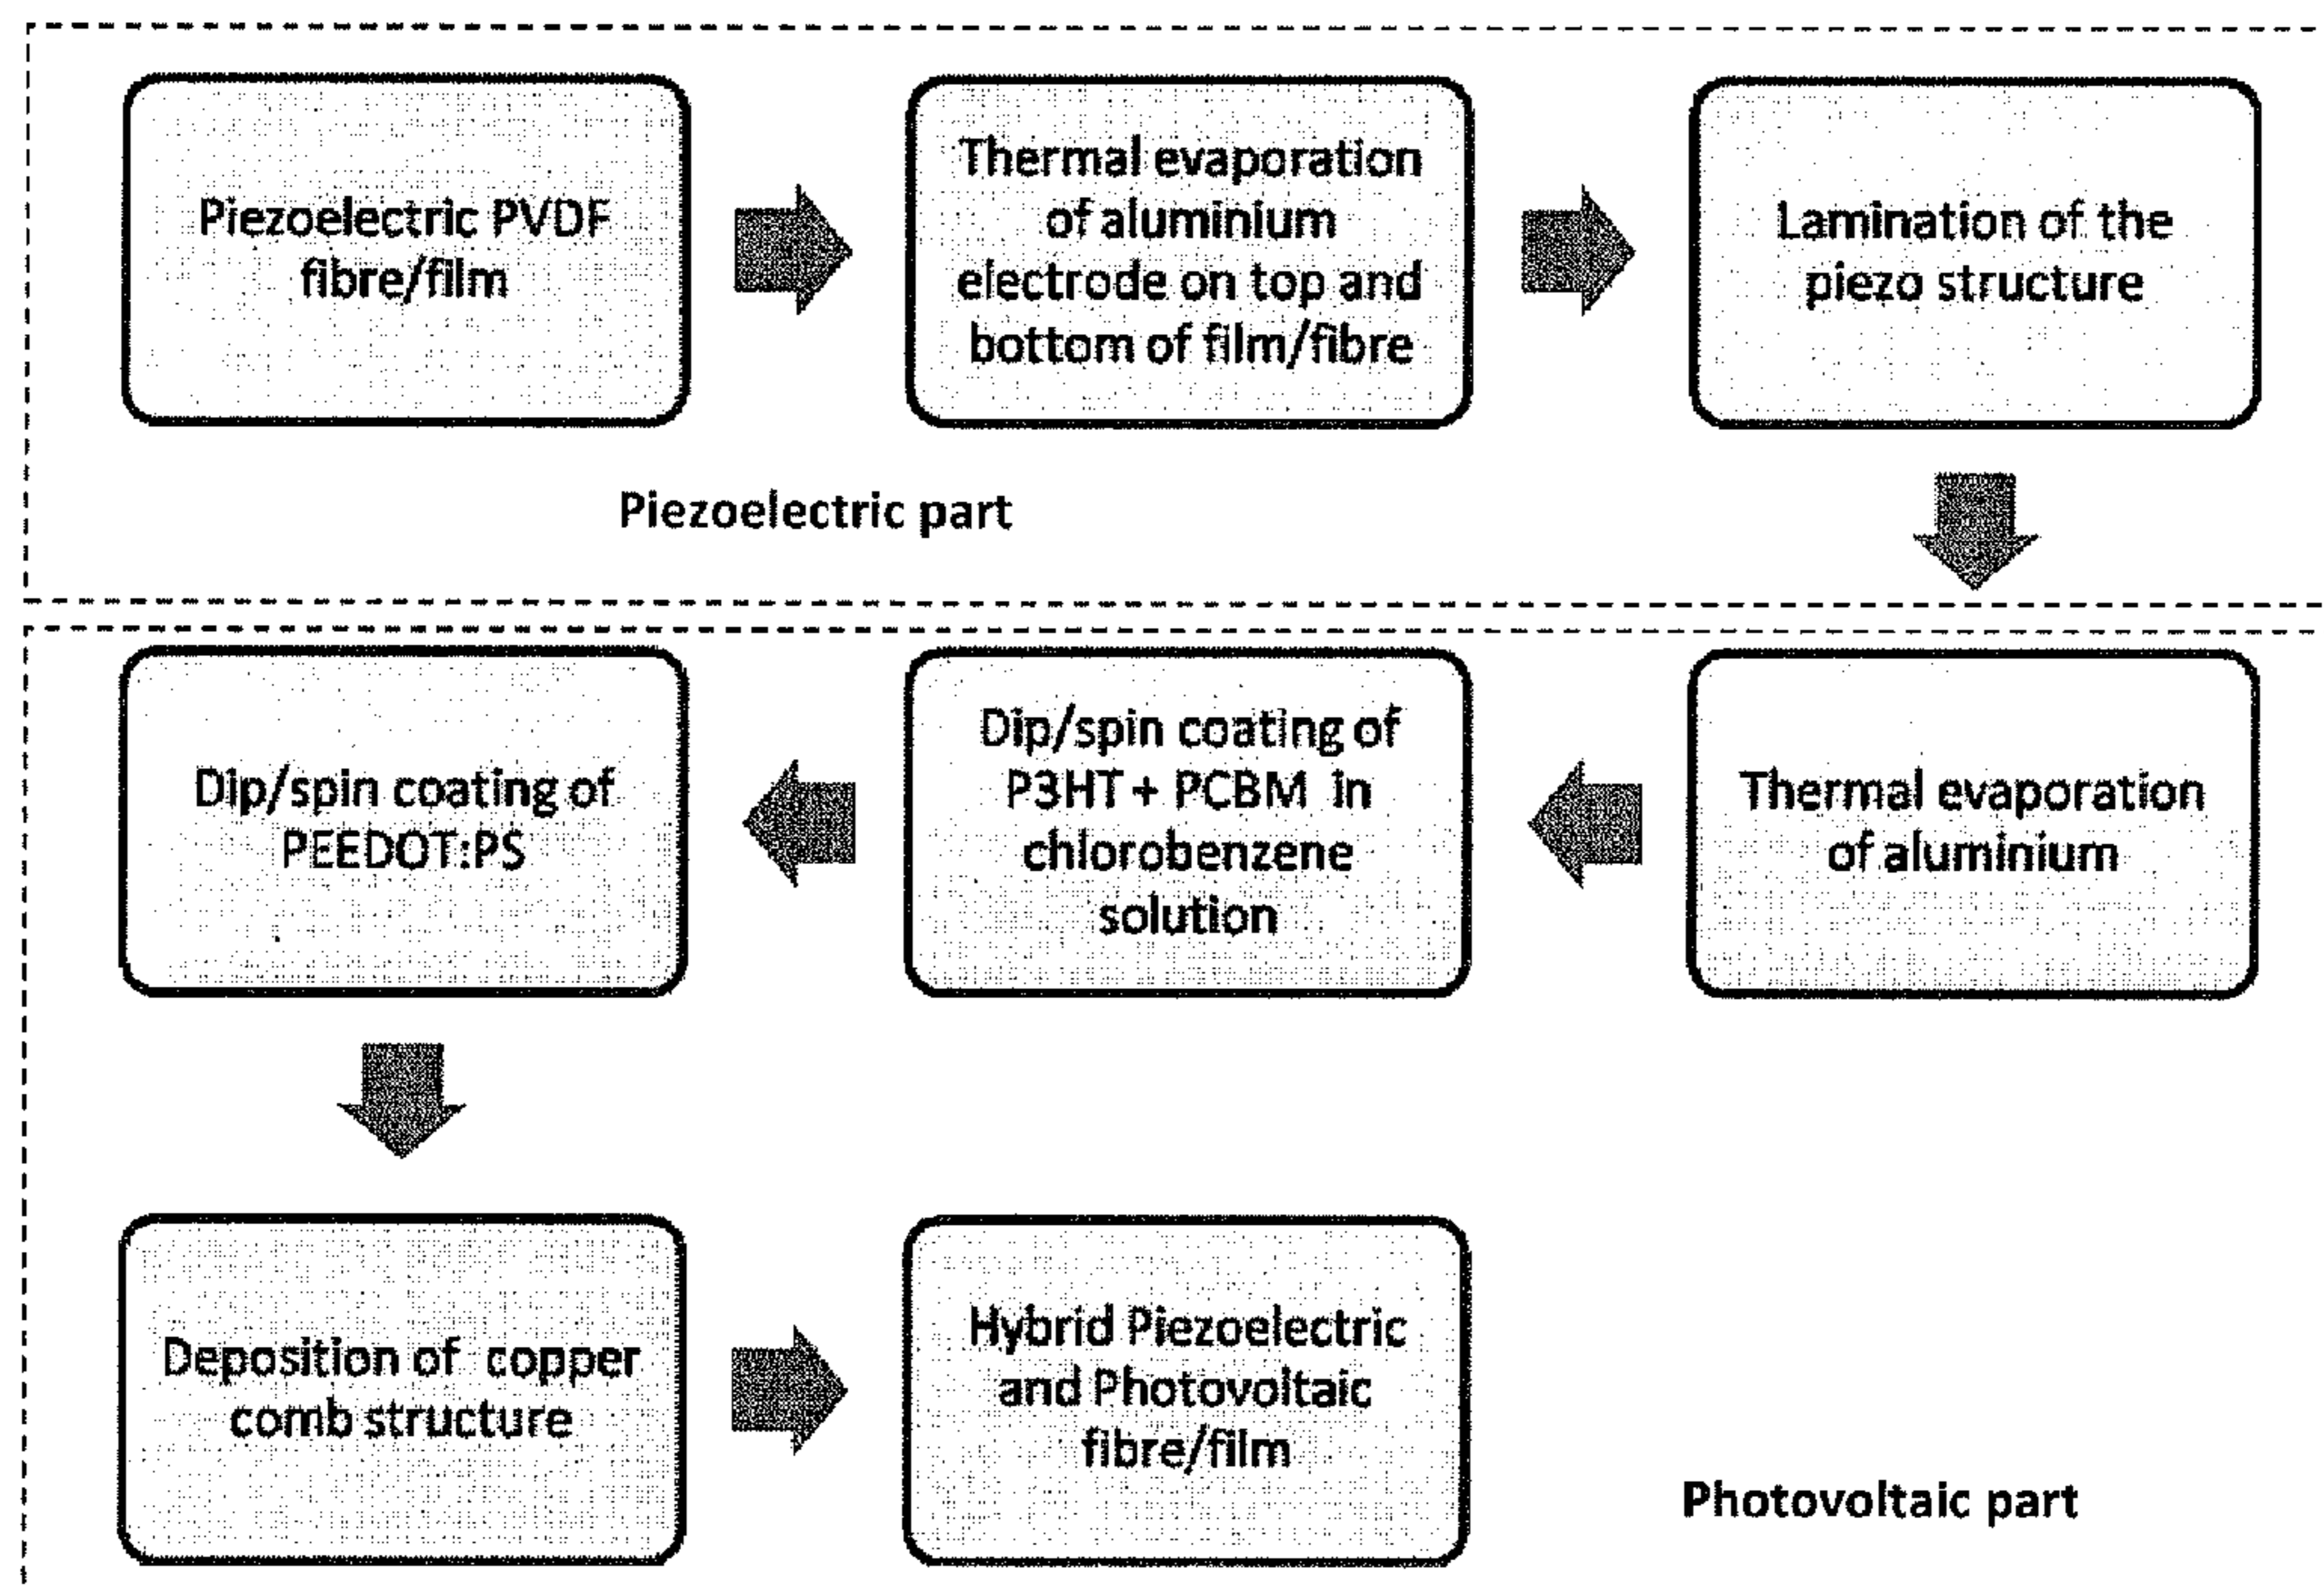 Piezoelectric PVDF
fibre/film
Thermal evaporation
of aluminium
electrode on top and
bottom of film/fibre
Lamination of the
piezo structure
Piezoelectric part
Thermal evaporation
of aluminium
Dip/spin coating of
P3HT + PCBM in
chlorobenzene
solution
Dip/spin coating of
PEEDOT:PS
Deposition of copper
comb structure
Hybrid Piezoelectric
and Photovoltaic
fibre/film
Photovoltaic part